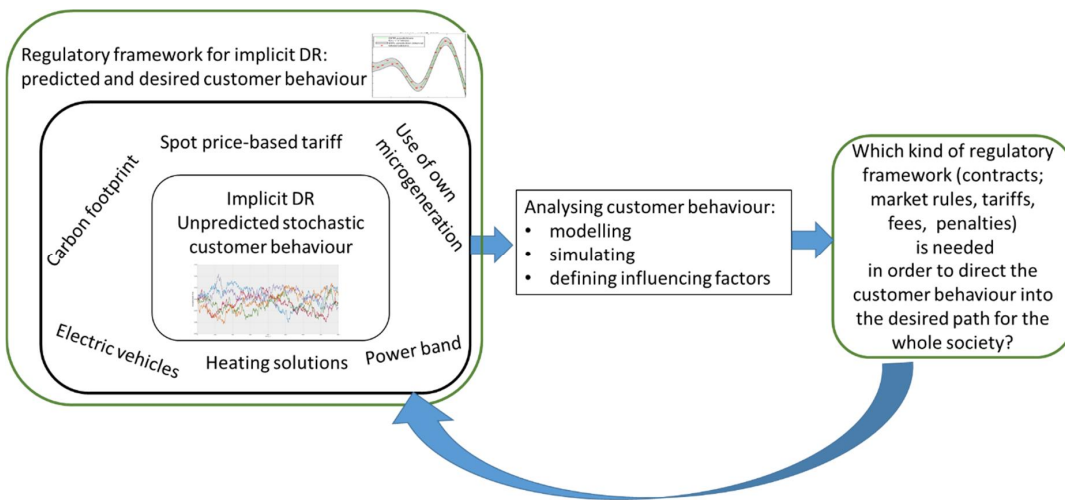 Regulatory framework for implicit DR:
predicted and desired customer behaviour
Spot price-based tariff
Carbon footprint
Use of own
microgeneration
Implicit DR
Unpredicted stochastic
customer behaviour
Electric vehicles
Heating solutions
Power band
Analysing customer behaviour:
• modelling
• simulating
• defining influencing factors
Which kind of regulatory
framework (contracts;
market rules, tariffs,
fees, penalties)
is needed
in order to direct the
customer behaviour into
the desired path for the
whole society?